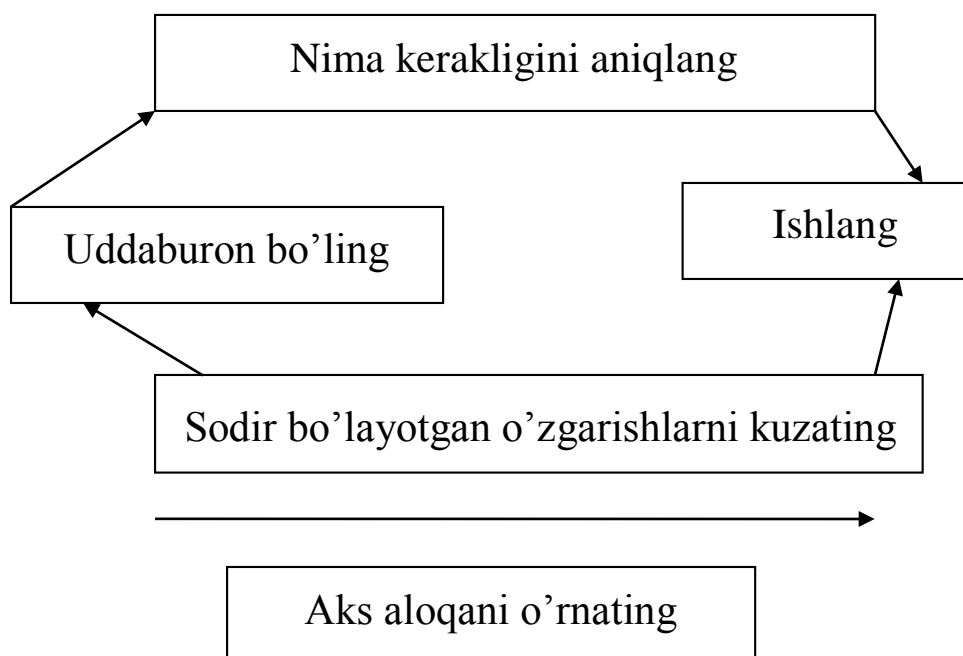 Nima kerakligini aniqlang
Uddaburon bo’ling
Ishlang
Sodir bo’layotgan o’zgarishlarni kuzating
Aks aloqani o’rnating